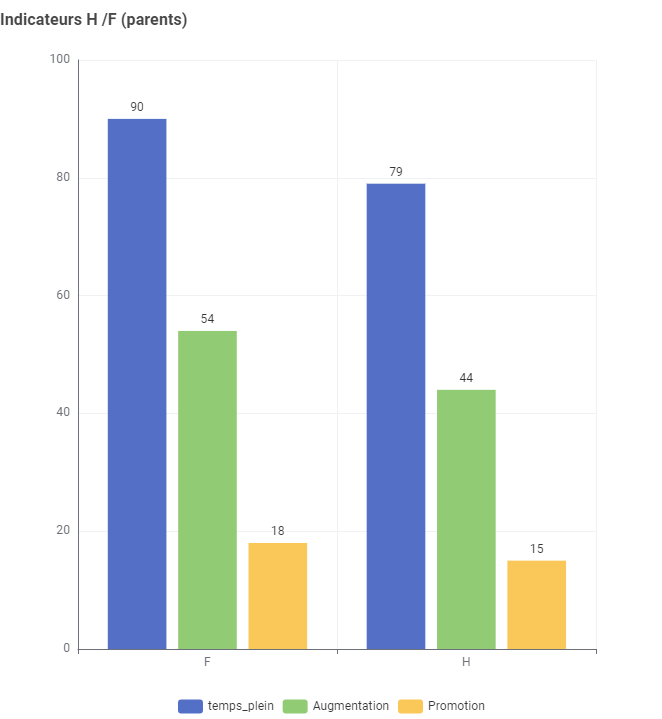 Indicateurs H /F (parents)
100
80
60
40
20
0
90
54
18
79
44
15
F
H
temps_plein
Augmentation
Promotion